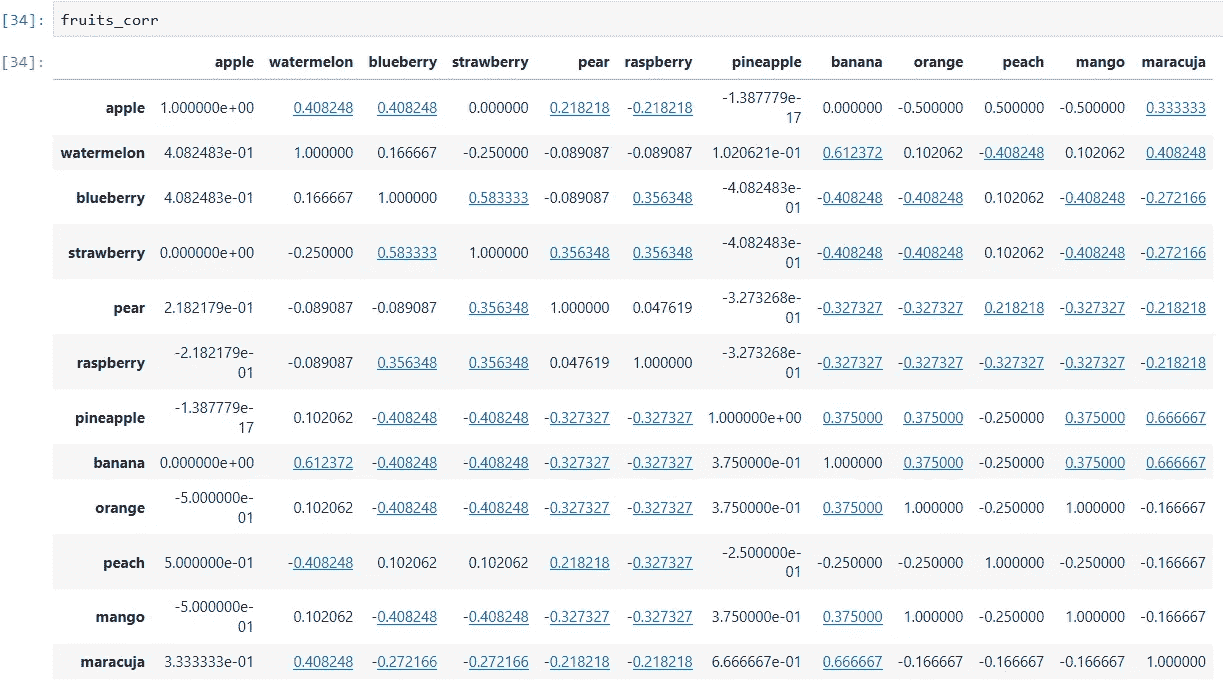 [34]: fruits_corr
[34]: apple watermelon blueberry strawberry pear raspberry pineapple banana orange peach mango maracuja
apple 1.000000e+00 0.408248 0.408248 0.000000 0.218218 -0.218218 -1.387779e-17 0.000000 -0.500000 0.500000 -0.500000 0.333333
watermelon 4.082483e-01 1.000000 0.166667 -0.250000 -0.089087 -0.089087 1.020621e-01 0.612372 0.102062 -0.408248 0.102062 0.408248
blueberry 4.082483e-01 0.166667 1.000000 0.583333 -0.089087 0.356348 -4.082483e-01 -0.408248 -0.408248 0.102062 -0.408248 -0.272166
strawberry 0.000000e+00 -0.250000 0.583333 1.000000 0.356348 0.356348 -4.082483e-01 -0.408248 -0.408248 0.102062 -0.408248 -0.272166
pear 2.182179e-01 -0.089087 -0.089087 0.356348 1.000000 0.047619 -3.273268e-01 -0.327327 -0.327327 0.218218 -0.327327 -0.218218
raspberry -2.182179e-01 -0.089087 0.356348 0.356348 0.047619 1.000000 -3.273268e-01 -0.327327 -0.327327 -0.327327 -0.327327 -0.218218
pineapple -1.387779e-17 0.102062 -0.408248 -0.408248 -0.327327 -0.327327 1.000000e+00 0.375000 0.375000 -0.250000 0.375000 0.666667
banana 0.000000e+00 0.612372 -0.408248 -0.408248 -0.327327 -0.327327 3.750000e-01 1.000000 0.375000 -0.250000 0.375000 0.666667
orange -5.000000e-01 0.102062 -0.408248 -0.408248 -0.327327 -0.327327 3.750000e-01 0.375000 1.000000 -0.250000 1.000000 -0.166667
peach 5.000000e-01 -0.408248 0.102062 0.102062 0.218218 -0.327327 -2.500000e-01 -0.250000 -0.250000 1.000000 -0.250000 -0.166667
mango -5.000000e-01 0.102062 -0.408248 -0.408248 -0.327327 -0.327327 3.750000e-01 0.375000 1.000000 -0.250000 1.000000 -0.166667
maracuja 3.333333e-01 0.408248 -0.272166 -0.272166 -0.218218 -0.218218 6.666667e-01 0.666667 -0.166667 -0.166667 -0.166667 1.000000